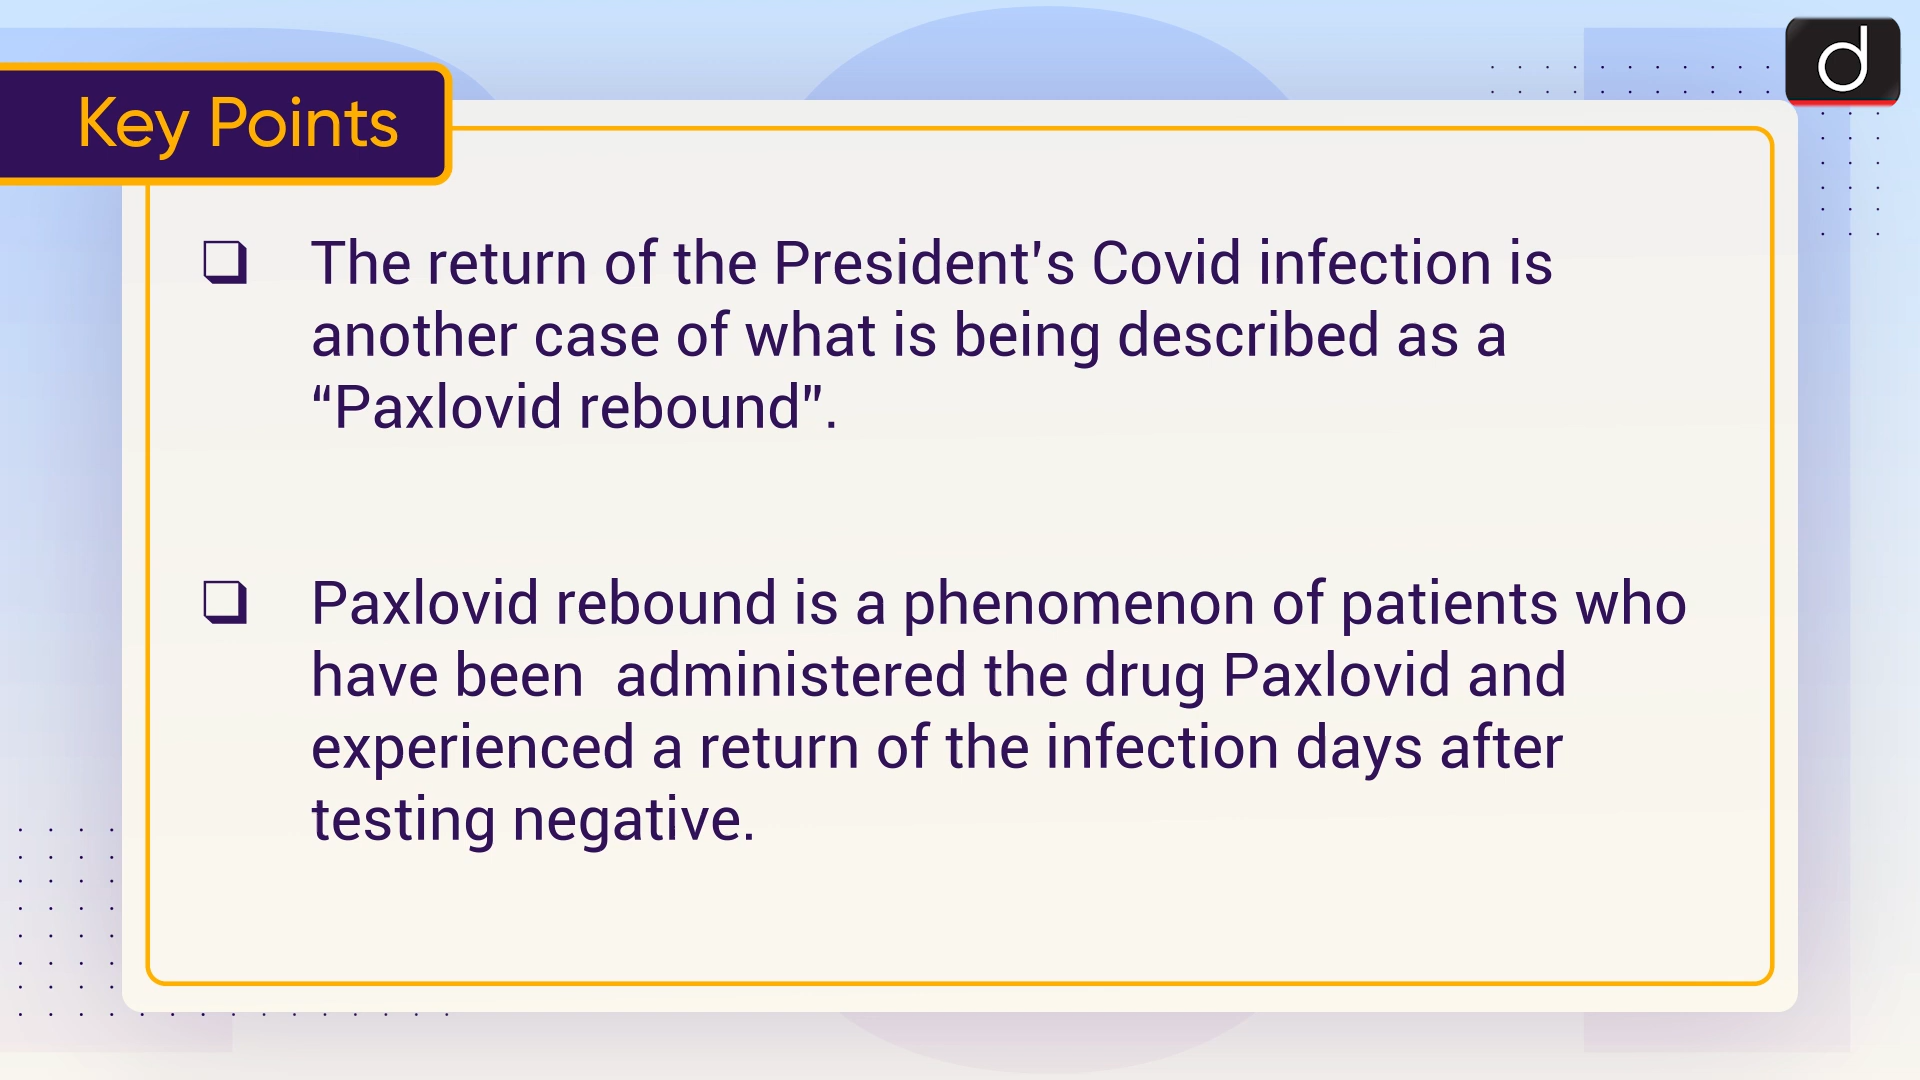 Key Points
d
❑ The return of the President's Covid infection is
another case of what is being described as a
“Paxlovid rebound”.
❑ Paxlovid rebound is a phenomenon of patients who
have been  administered the drug Paxlovid and
experienced a return of the infection days after
testing negative.